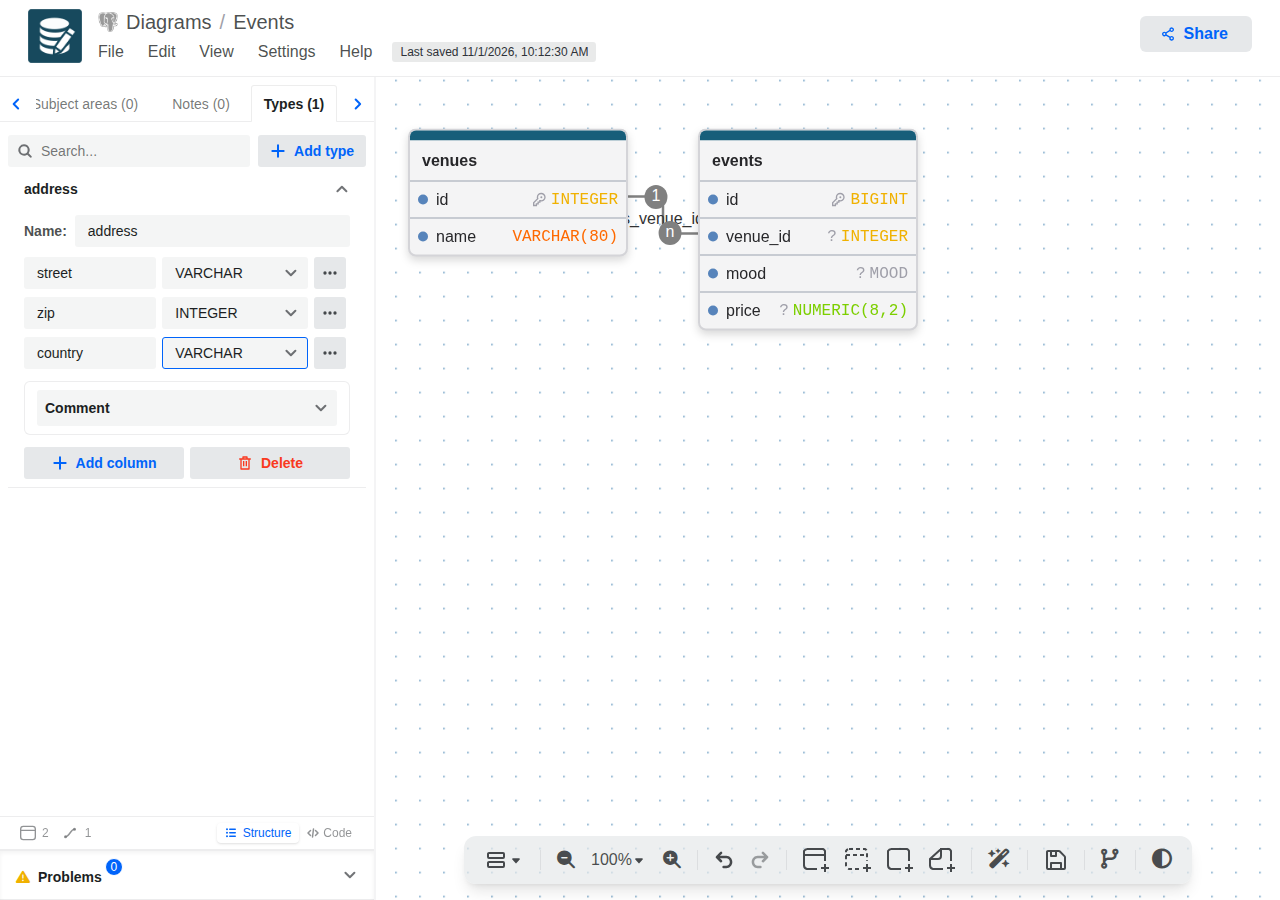 Diagrams / Events
File Edit View Settings Help Last saved 11/1/2026, 10:12:30 AM
Share
Subject areas (0) Notes (0) Types (1)
Search... Add type
address
Name: address
street VARCHAR
zip INTEGER
country VARCHAR
Comment
Add column Delete
venues
id INTEGER
name VARCHAR(80)
1
s_venue_id
n
events
id BIGINT
venue_id ? INTEGER
mood ? MOOD
price ? NUMERIC(8,2)
2 1 Structure Code
Problems 0
100%